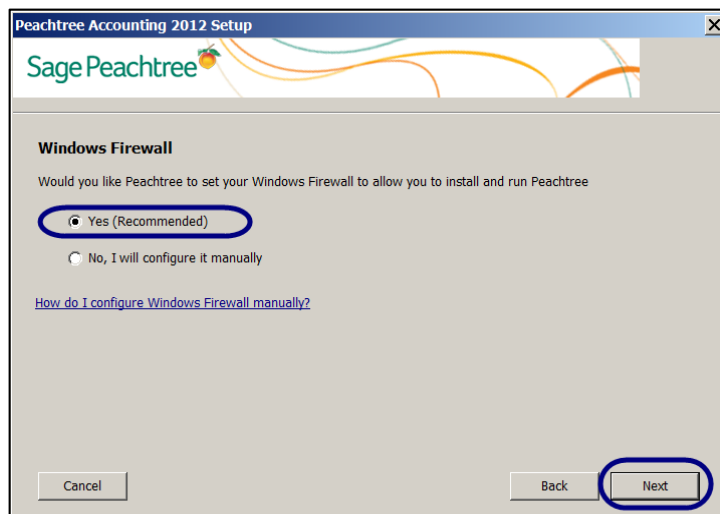 Peachtree Accounting 2012 Setup
Sage Peachtree
Windows Firewall
Would you like Peachtree to set your Windows Firewall to allow you to install and run Peachtree
Yes (Recommended)
No, I will configure it manually
How do I configure Windows Firewall manually?
Cancel
Back
Next